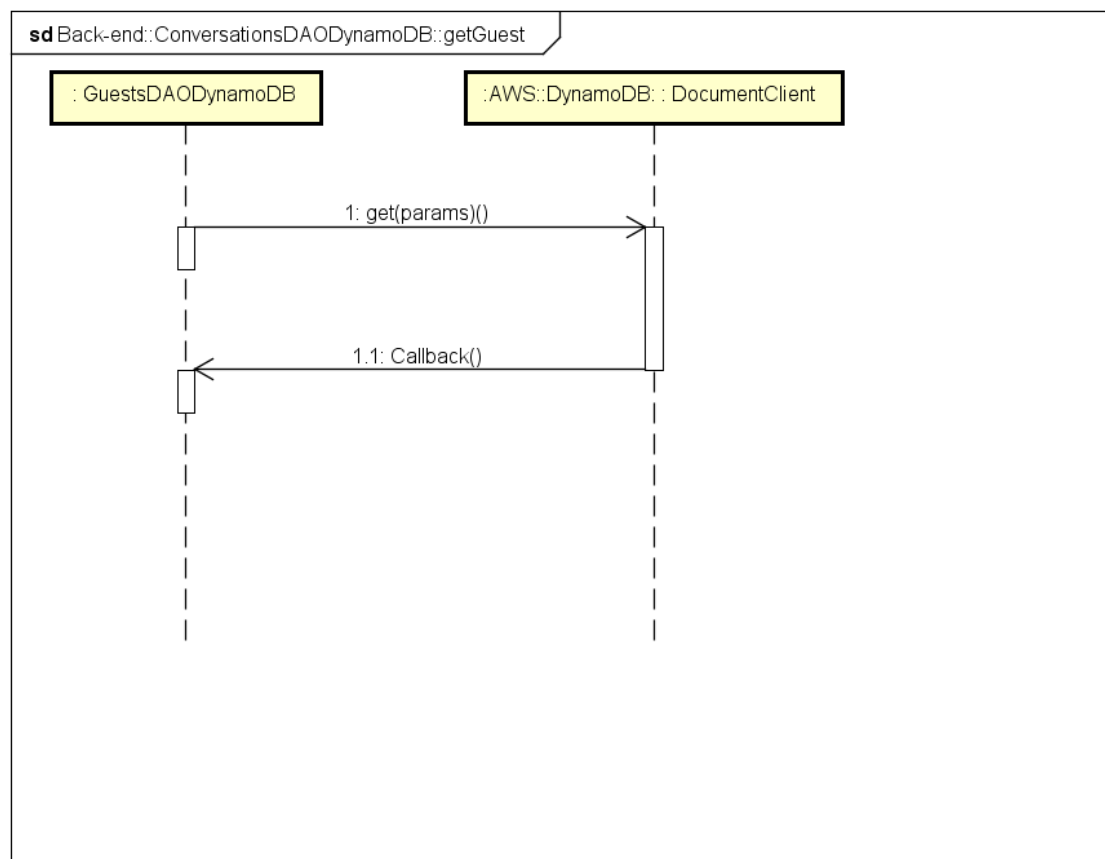 sd Back-end::ConversationsDAODynamoDB::getGuest
: GuestsDAODynamoDB
:AWS::DynamoDB: : DocumentClient
1: get(params)()
1.1: Callback()